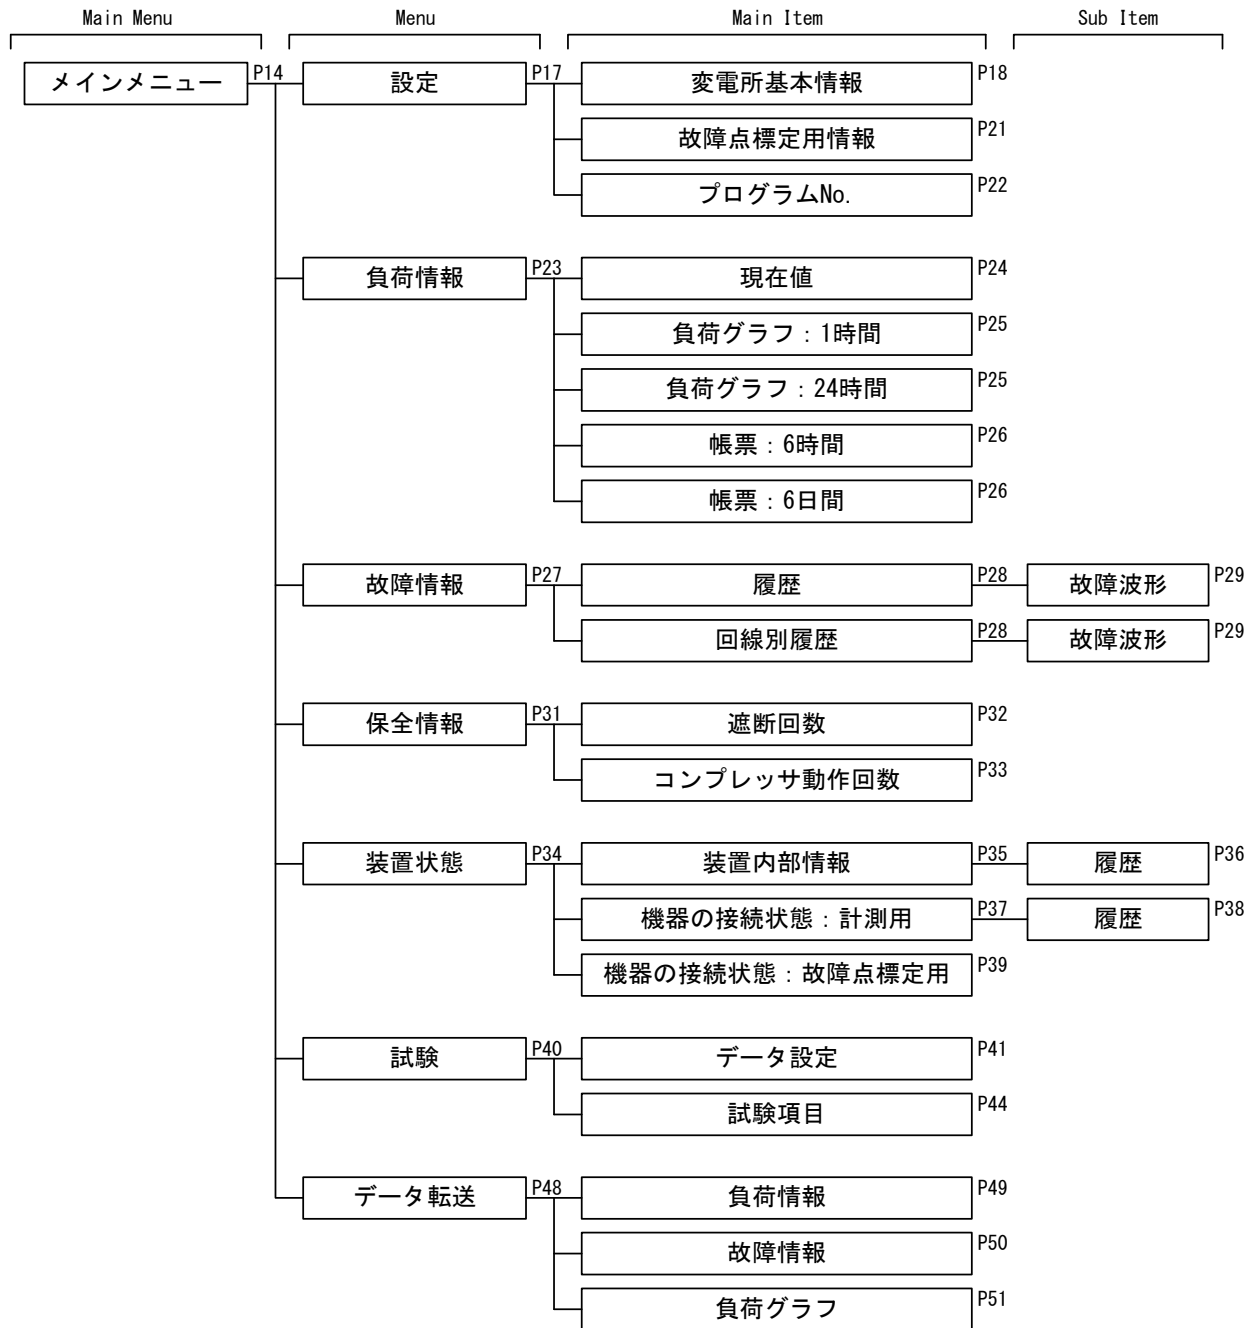 Main Menu Menu Main Item Sub Item
メインメニュー P14 設定 P17 変電所基本情報 P18
故障点標定用情報 P21
プログラムNo. P22
負荷情報 P23 現在値 P24
負荷グラフ：1時間 P25
負荷グラフ：24時間 P25
帳票：6時間 P26
帳票：6日間 P26
故障情報 P27 履歴 P28 故障波形 P29
回線別履歴 P28 故障波形 P29
保全情報 P31 遮断回数 P32
コンプレッサ動作回数 P33
装置状態 P34 装置内部情報 P35 履歴 P36
機器の接続状態：計測用 P37 履歴 P38
機器の接続状態：故障点標定用 P39
試験 P40 データ設定 P41
試験項目 P44
データ転送 P48 負荷情報 P49
故障情報 P50
負荷グラフ P51